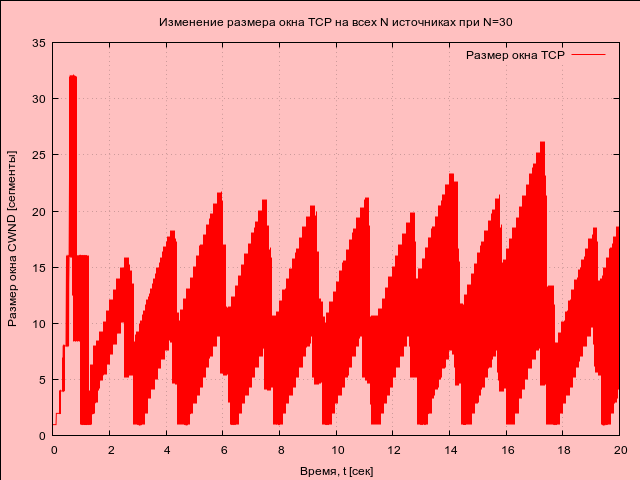 Изменение размера окна TCP на всех N источниках при N=30
Размер окна TCP
Размер окна CWND [сегменты]
35
30
25
20
15
10
5
0
0 2 4 6 8 10 12 14 16 18 20
Время, t [сек]